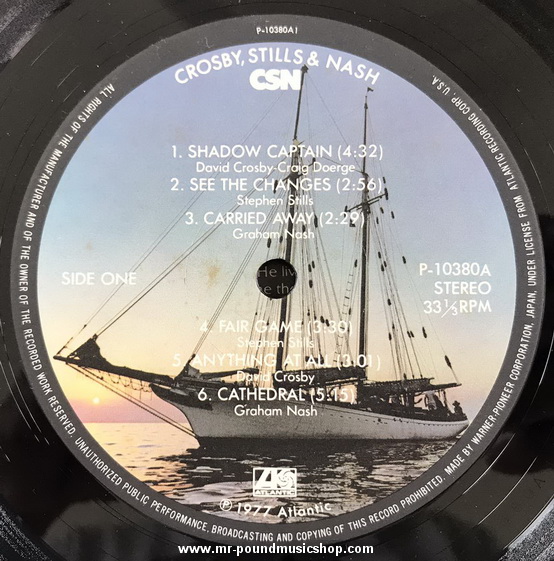 P-10380A1
CROSBY, STILLS & NASH
CSN
1. SHADOW CAPTAIN (4:32)
David Crosby-Craig Doerge
2. SEE THE CHANGES (2:56)
Stephen Stills
3. CARRIED AWAY (2:29)
Graham Nash
SIDE ONE
P-10380A
STEREO
33⅓RPM
He liv
e the
4. FAIR GAME (3:30)
Stephen Stills
5. ANYTHING AT ALL (3:01)
David Crosby
6. CATHEDRAL (5:15)
Graham Nash
ATLANTIC
Ⓟ 1977 Atlantic
ALL RIGHTS OF THE MANUFACTURER AND OF THE OWNER OF THE RECORDED WORK RESERVED. UNAUTHORIZED PUBLIC PERFORMANCE, BROADCASTING AND COPYING OF THIS RECORD PROHIBITED. MADE BY WARNER-PIONEER CORPORATION, JAPAN, UNDER LICENSE FROM ATLANTIC RECORDING CORP., U.S.A.
www.mr-poundmusicshop.com